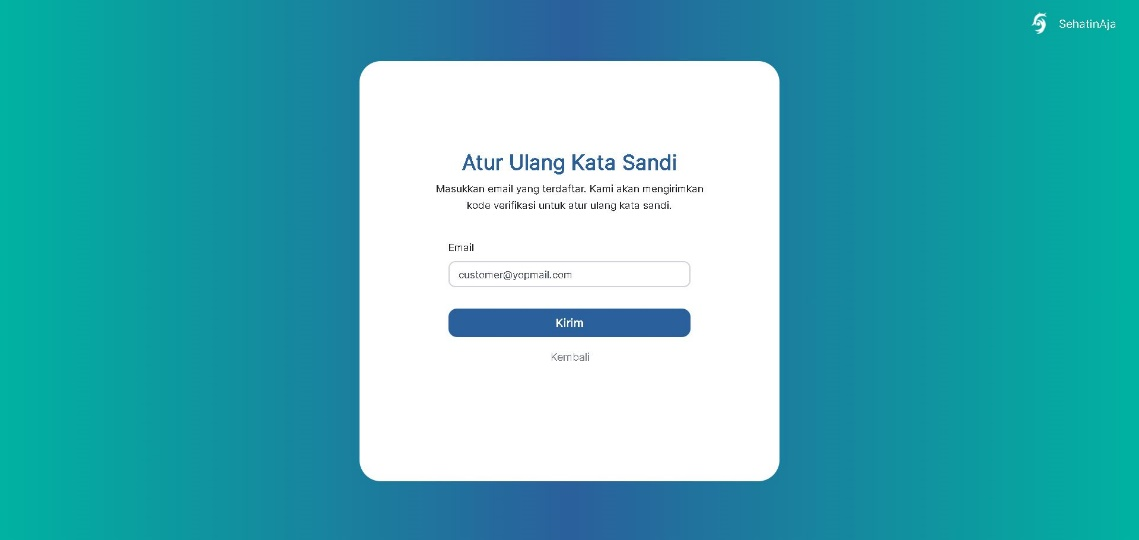 SehatinAja
Atur Ulang Kata Sandi
Masukkan email yang terdaftar. Kami akan mengirimkan
kode verifikasi untuk atur ulang kata sandi.
Email
customer@yopmail.com
Kirim
Kembali